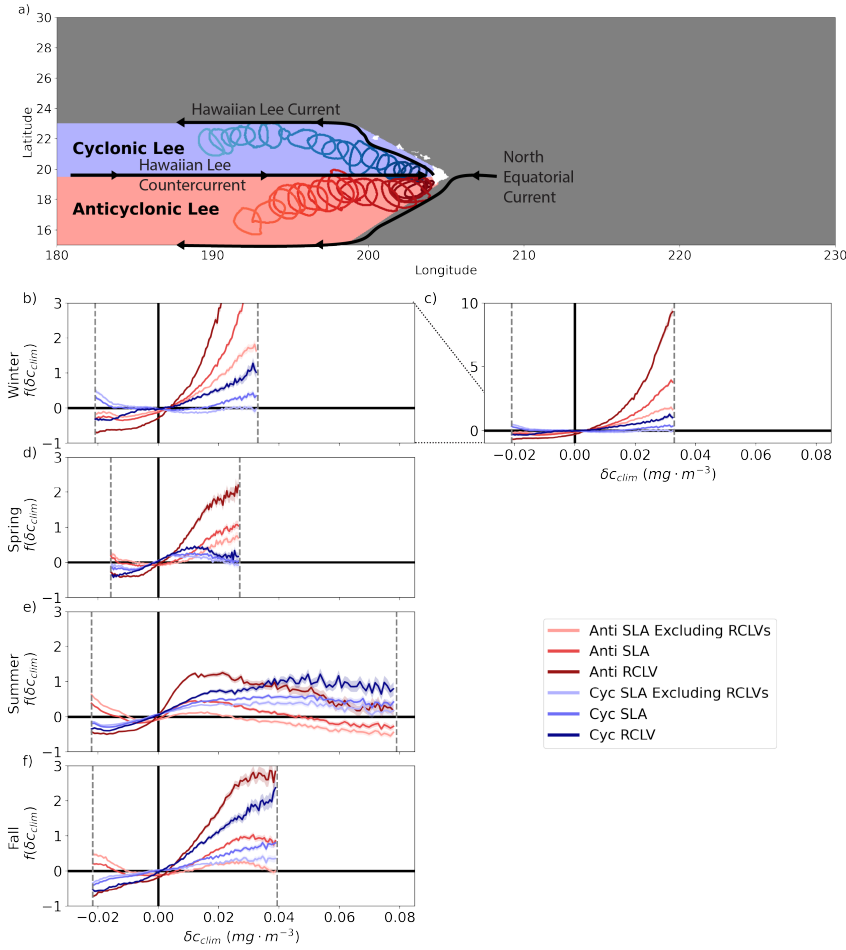 a)
30
28
26
24
22
20
18
16
Latitude
Hawaiian Lee Current
Cyclonic Lee
Hawaiian Lee
Countercurrent
Anticyclonic Lee
North
Equatorial
Current
180
190
200
210
220
230
Longitude
b)
3
2
1
0
−1
Winter
f(δc_clim)
c)
10
5
0
−0.02
0.00
0.02
0.04
0.06
0.08
δc_clim (mg · m⁻³)
d)
3
2
1
0
−1
Spring
f(δc_clim)
e)
3
2
1
0
−1
Summer
f(δc_clim)
f)
3
2
1
0
−1
Fall
f(δc_clim)
−0.02
0.00
0.02
0.04
0.06
0.08
δc_clim (mg · m⁻³)
Anti SLA Excluding RCLVs
Anti SLA
Anti RCLV
Cyc SLA Excluding RCLVs
Cyc SLA
Cyc RCLV